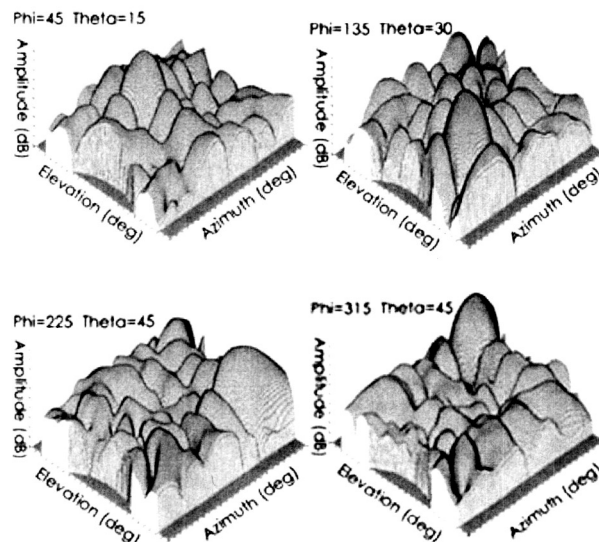 Phi=45 Theta=15
Amplitude (dB)
Elevation (deg)
Azimuth (deg)
Phi=135 Theta=30
Amplitude (dB)
Elevation (deg)
Azimuth (deg)
Phi=225 Theta=45
Amplitude (dB)
Elevation (deg)
Azimuth (deg)
Phi=315 Theta=45
Amplitude (dB)
Elevation (deg)
Azimuth (deg)